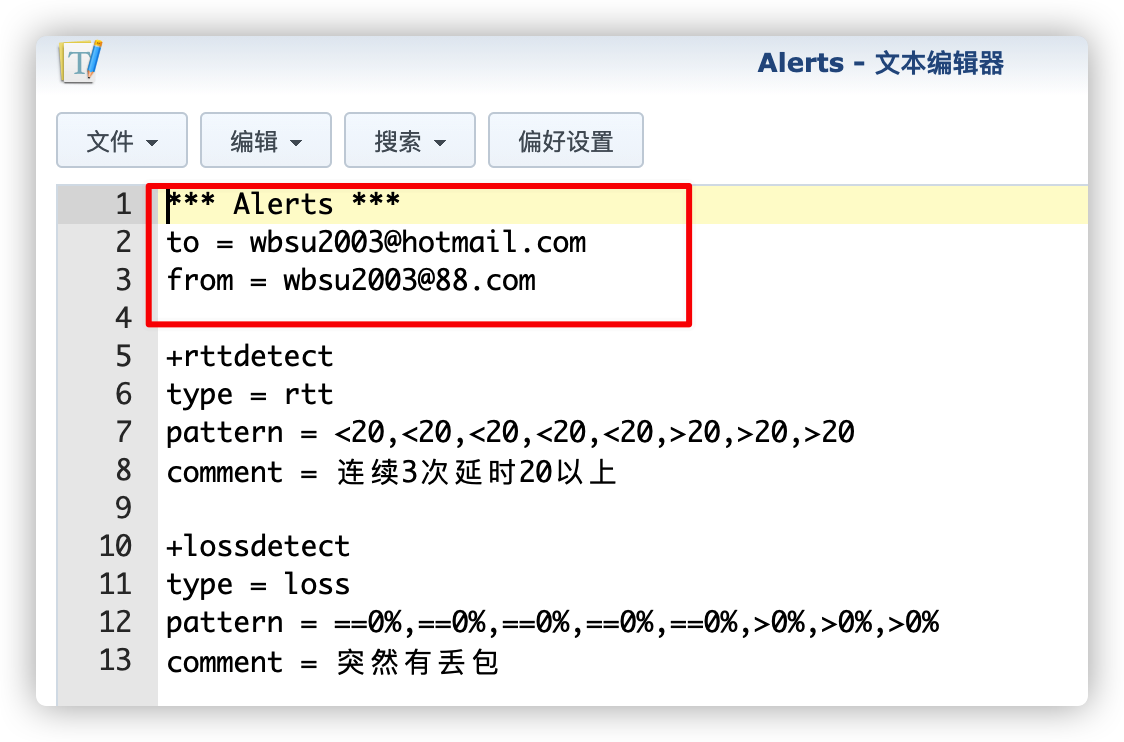 Alerts - 文本编辑器
文件 编辑 搜索 偏好设置
1 *** Alerts ***
2 to = wbsu2003@hotmail.com
3 from = wbsu2003@88.com
4
5 +rttdetect
6 type = rtt
7 pattern = <20,<20,<20,<20,<20,>20,>20,>20
8 comment = 连续3次延时20以上
9
10 +lossdetect
11 type = loss
12 pattern = ==0%,==0%,==0%,==0%,==0%,>0%,>0%,>0%
13 comment = 突然有丢包